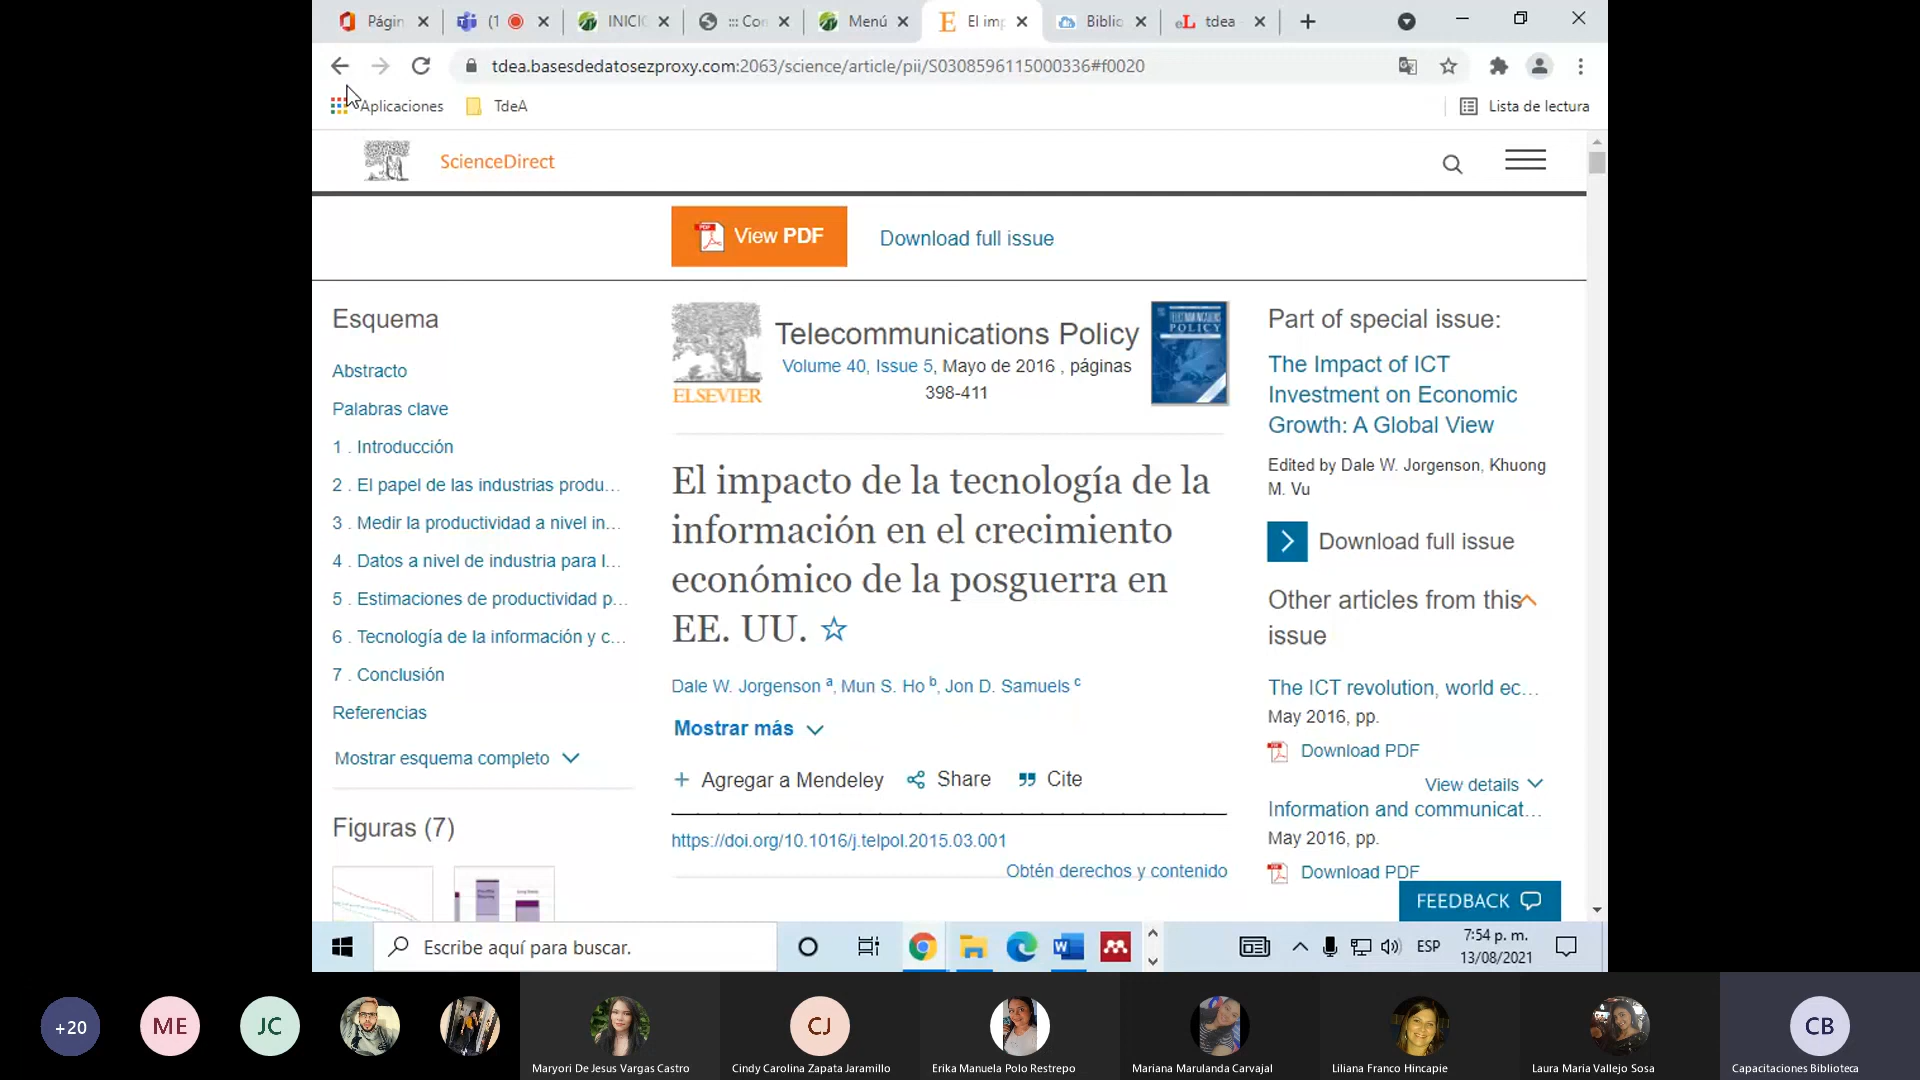 Págin
(1
INICI
::: Con
Menú
El imp
Biblio
eL tdea
tdea.basesdedatosezproxy.com:2063/science/article/pii/S0308596115000336#f0020
Aplicaciones
TdeA
Lista de lectura
ScienceDirect
View PDF
Download full issue
Esquema
Abstracto
Palabras clave
1 . Introducción
2 . El papel de las industrias produ...
3 . Medir la productividad a nivel in...
4 . Datos a nivel de industria para l...
5 . Estimaciones de productividad p...
6 . Tecnología de la información y c...
7 . Conclusión
Referencias
Mostrar esquema completo
Figuras (7)
ELSEVIER
Telecommunications Policy
Volume 40, Issue 5, Mayo de 2016 , páginas
398-411
POLICY
El impacto de la tecnología de la
información en el crecimiento
económico de la posguerra en
EE. UU.
Dale W. Jorgenson a, Mun S. Ho b, Jon D. Samuels c
Mostrar más
Agregar a Mendeley
Share
Cite
https://doi.org/10.1016/j.telpol.2015.03.001
Obtén derechos y contenido
Part of special issue:
The Impact of ICT
Investment on Economic
Growth: A Global View
Edited by Dale W. Jorgenson, Khuong
M. Vu
Download full issue
Other articles from this
issue
The ICT revolution, world ec...
May 2016, pp.
Download PDF
View details
Information and communicat...
May 2016, pp.
Download PDF
FEEDBACK
Escribe aquí para buscar.
ESP
7:54 p. m.
13/08/2021
+20
ME
JC
Maryori De Jesus Vargas Castro
CJ
Cindy Carolina Zapata Jaramillo
Erika Manuela Polo Restrepo
Mariana Marulanda Carvajal
Liliana Franco Hincapie
Laura Maria Vallejo Sosa
CB
Capacitaciones Biblioteca